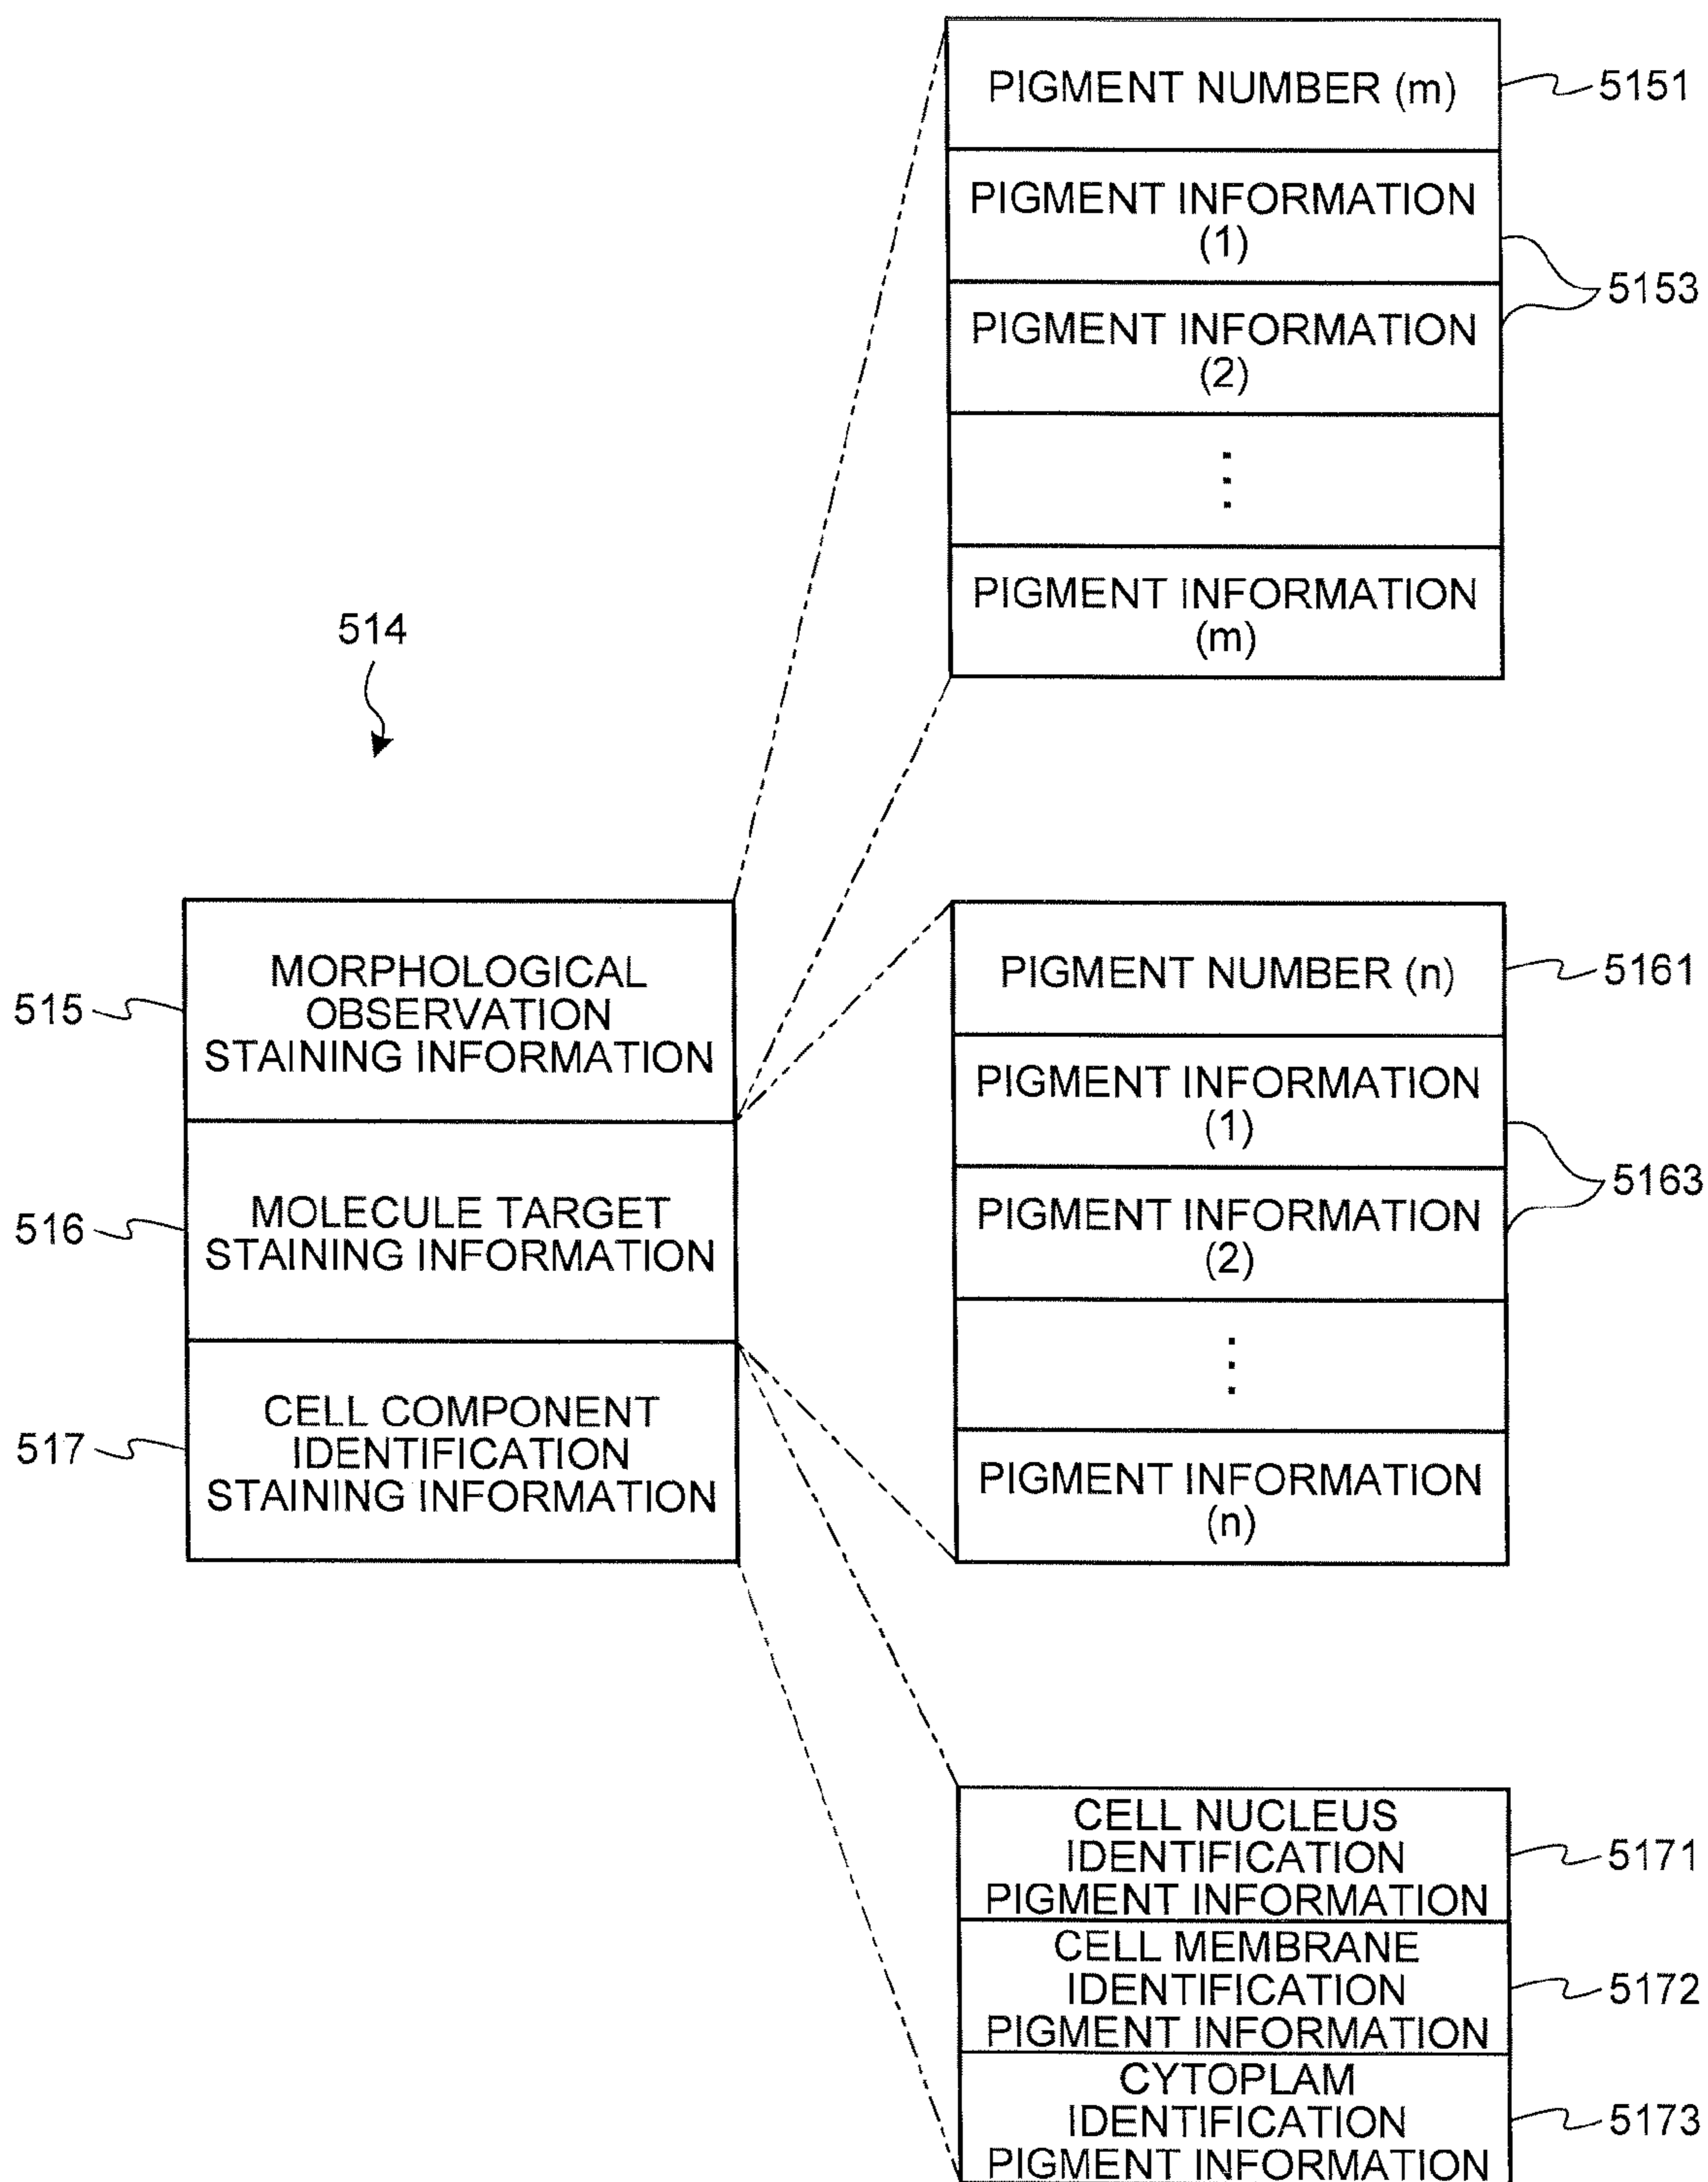 PIGMENT NUMBER (m)
5151
PIGMENT INFORMATION
(1)
5153
PIGMENT INFORMATION
(2)
⋮
PIGMENT INFORMATION
(m)
514
515
MORPHOLOGICAL
OBSERVATION
STAINING INFORMATION
516
MOLECULE TARGET
STAINING INFORMATION
517
CELL COMPONENT
IDENTIFICATION
STAINING INFORMATION
PIGMENT NUMBER (n)
5161
PIGMENT INFORMATION
(1)
5163
PIGMENT INFORMATION
(2)
⋮
PIGMENT INFORMATION
(n)
CELL NUCLEUS
IDENTIFICATION
PIGMENT INFORMATION
5171
CELL MEMBRANE
IDENTIFICATION
PIGMENT INFORMATION
5172
CYTOPLAM
IDENTIFICATION
PIGMENT INFORMATION
5173